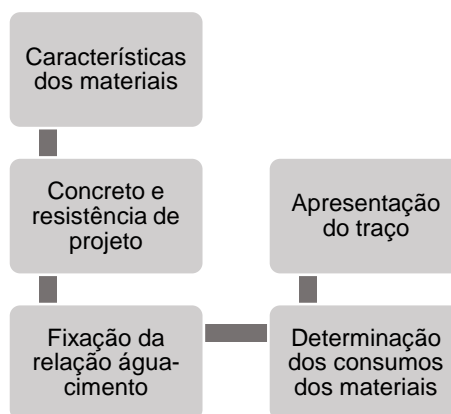 Características
dos materiais
Concreto e
resistência de
projeto
Fixação da
relação água-
cimento
Determinação
dos consumos
dos materiais
Apresentação
do traço